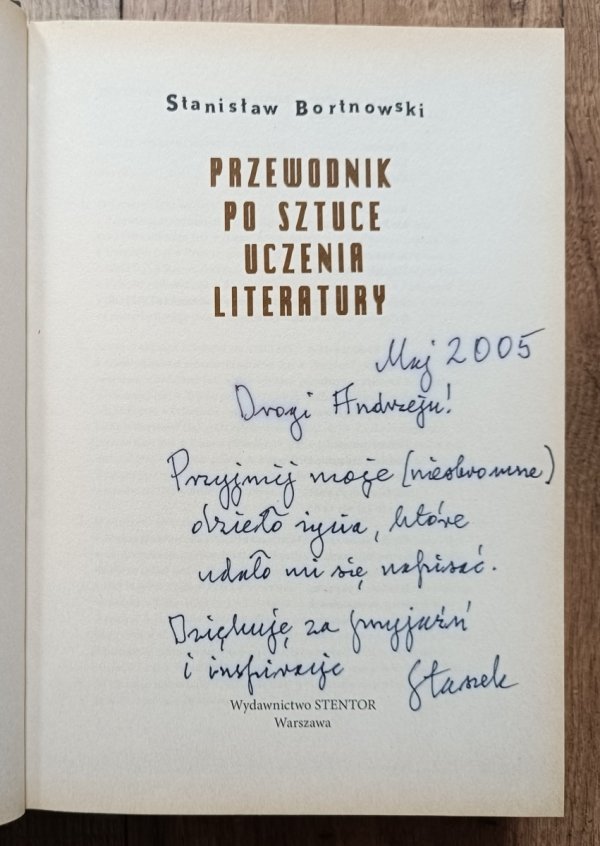 Stanisław Bortnowski
PRZEWODNIK
PO SZTUCE
UCZENIA
LITERATURY
Maj 2005
Drogi Andrzeju!
Przyjmij moje (nieskromne)
dzieło życia, które
udało mi się napisać.
Dziękuję za przyjaźń
i inspiracje
Staszek
Wydawnictwo STENTOR
Warszawa